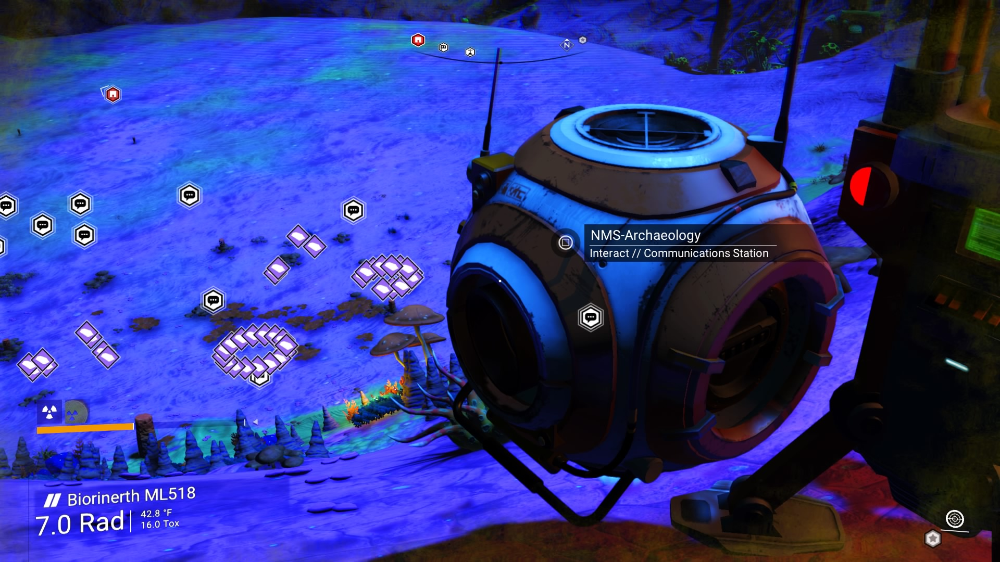 N
NMS-Archaeology
Interact // Communications Station
Biorinerth ML518
7.0 Rad
42.8 °F
16.0 Tox